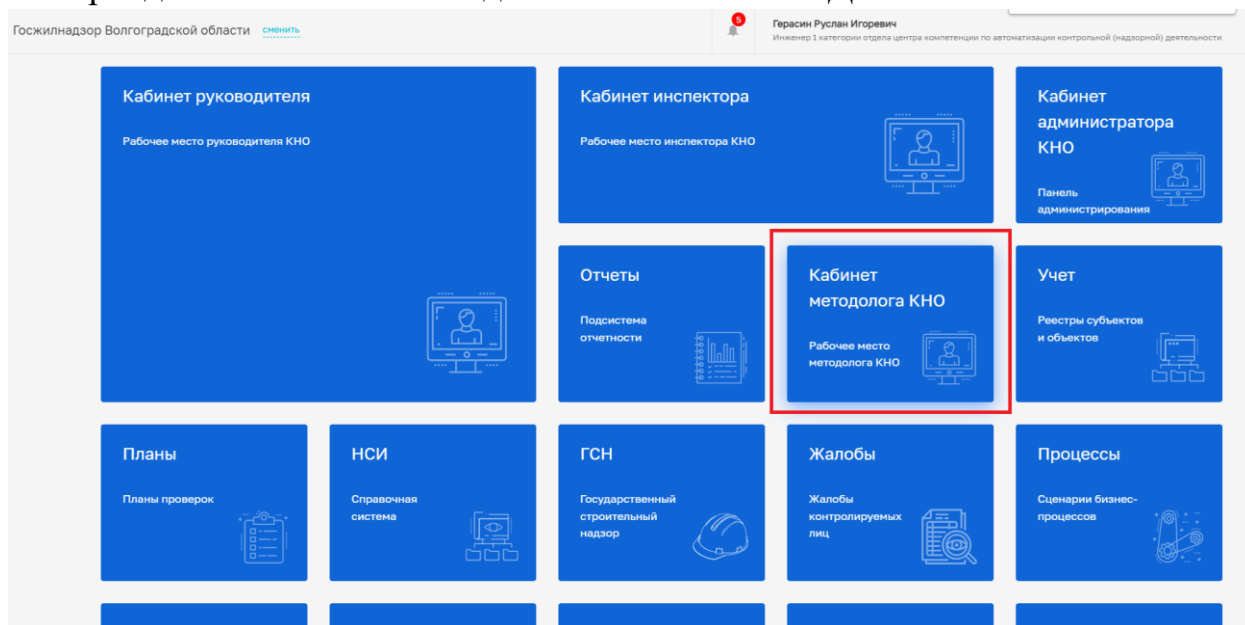 Госжилнадзор Волгоградской области сменить
5
Герасин Руслан Игоревич
Инженер 1 категории отдела центра компетенции по автоматизации контрольной (надзорной) деятельности
Кабинет руководителя
Рабочее место руководителя КНО
Кабинет инспектора
Рабочее место инспектора КНО
Кабинет
администратора
КНО
Панель
администрирования
Отчеты
Подсистема
отчетности
Кабинет
методолога КНО
Рабочее место
методолога КНО
Учет
Реестры субъектов
и объектов
Планы
Планы проверок
НСИ
Справочная
система
ГСН
Государственный
строительный
надзор
Жалобы
Жалобы
контролируемых
лиц
Процессы
Сценарии бизнес-
процессов